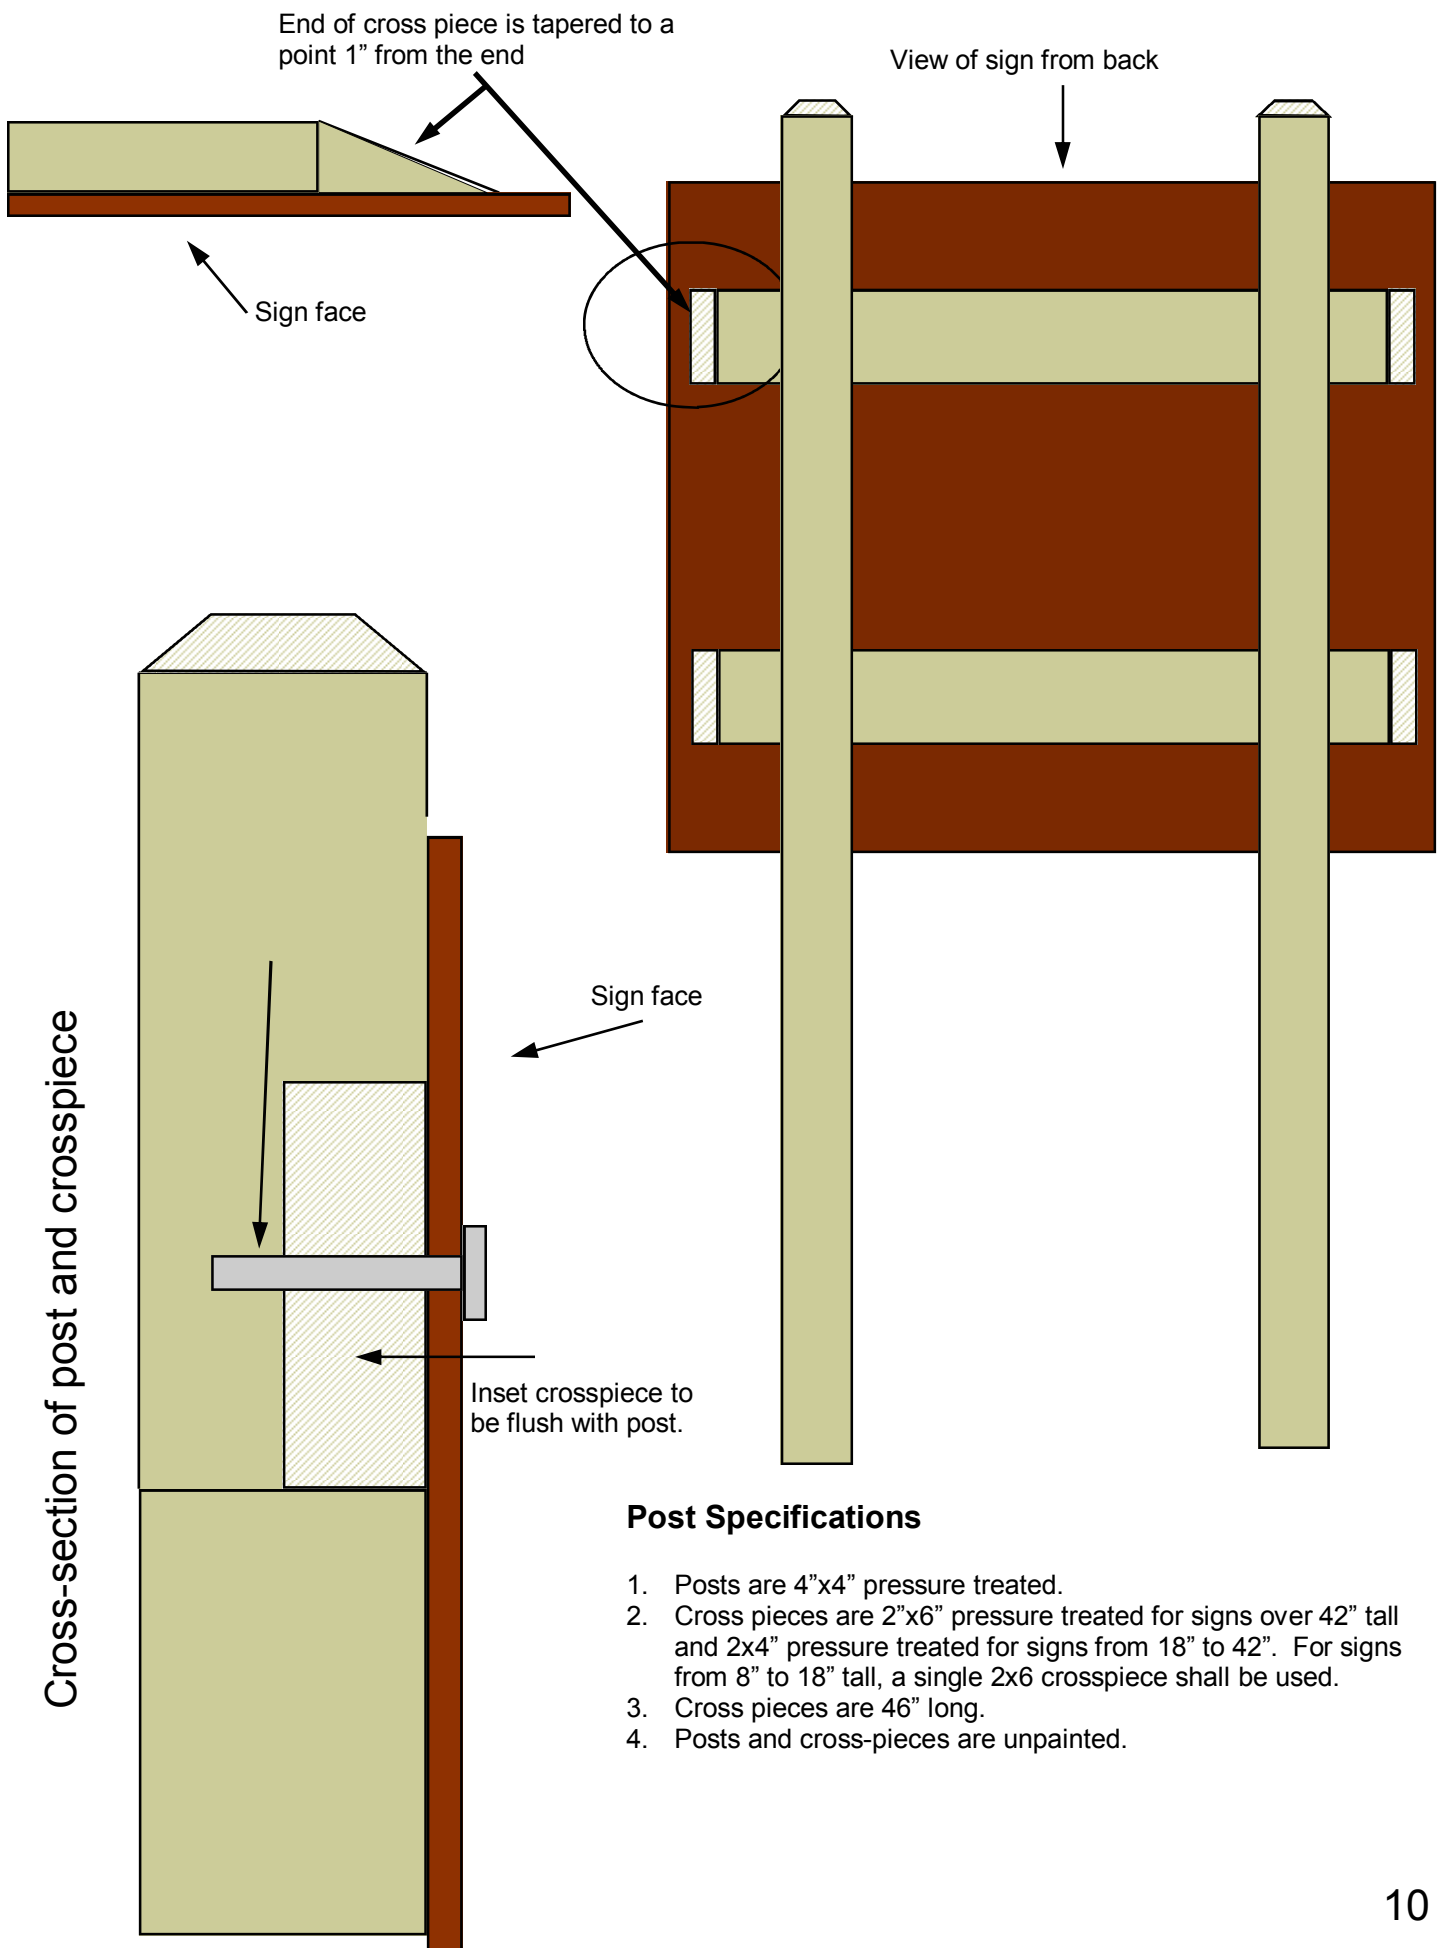 End of cross piece is tapered to a
point 1” from the end
View of sign from back
Sign face
Sign face
Cross-section of post and crosspiece
Inset crosspiece to
be flush with post.
Post Specifications
1. Posts are 4”x4” pressure treated.
2. Cross pieces are 2”x6” pressure treated for signs over 42” tall
and 2x4” pressure treated for signs from 18” to 42”. For signs
from 8” to 18” tall, a single 2x6 crosspiece shall be used.
3. Cross pieces are 46” long.
4. Posts and cross-pieces are unpainted.
10